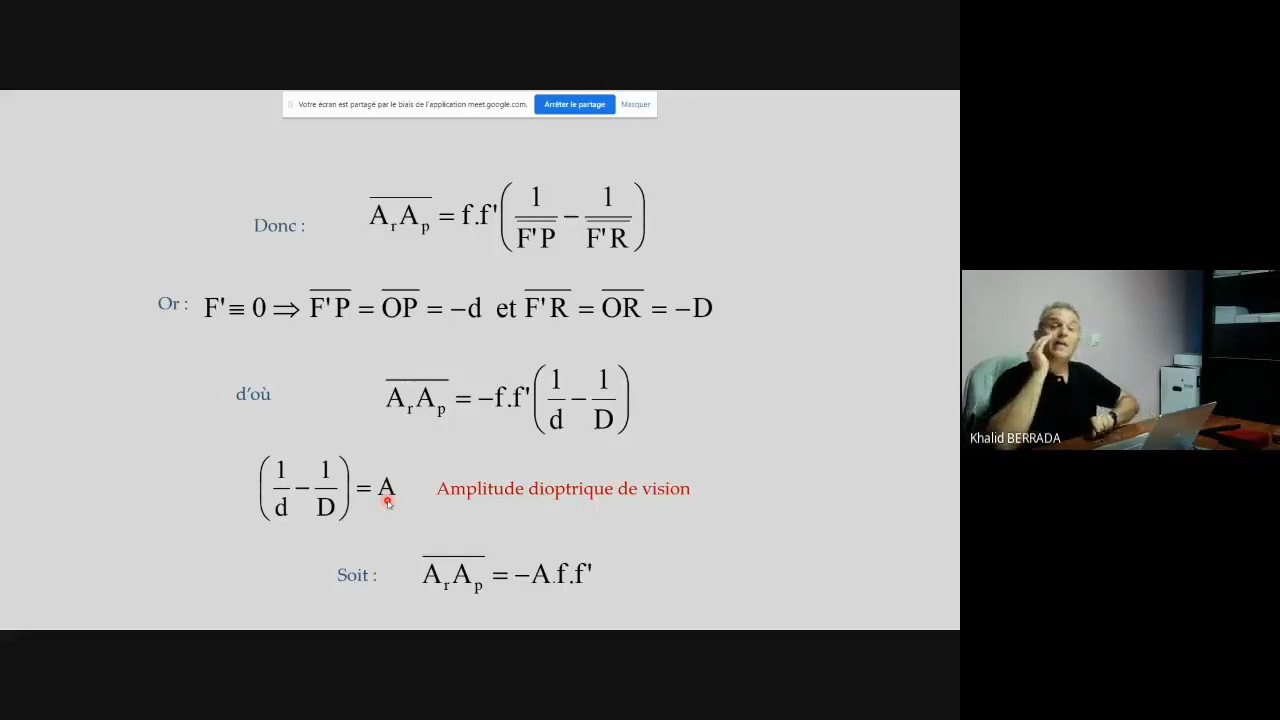 Votre écran est partagé par le biais de l'application meet.google.com. Arrêter le partage Masquer
Donc : A_rA_p = f.f'(1/F'P − 1/F'R)
Or : F' ≡ 0 ⇒ F'P = OP = −d et F'R = OR = −D
d'où A_rA_p = −f.f'(1/d − 1/D)
(1/d − 1/D) = A Amplitude dioptrique de vision
Soit : A_rA_p = −A.f.f'
Khalid BERRADA